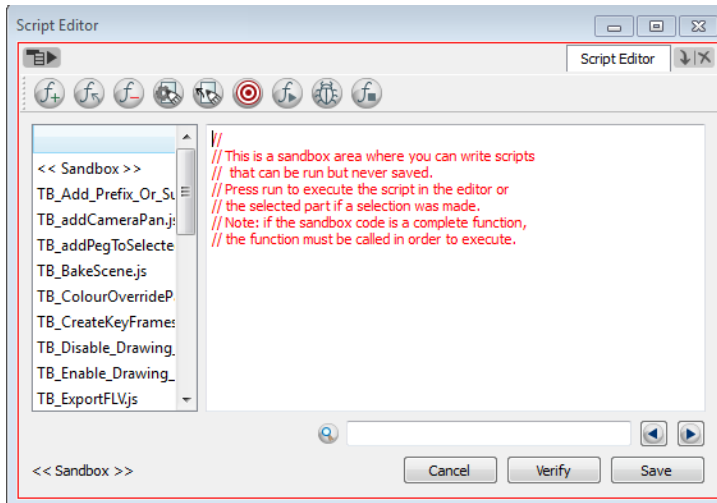 Script Editor
Script Editor
<< Sandbox >>
TB_Add_Prefix_Or_Su
TB_addCameraPan.js
TB_addPegToSelecte
TB_BakeScene.js
TB_ColourOverrideP
TB_CreateKeyFrames
TB_Disable_Drawing_
TB_Enable_Drawing_
TB_ExportFLV.js
//
// This is a sandbox area where you can write scripts
// that can be run but never saved.
// Press run to execute the script in the editor or
// the selected part if a selection was made.
// Note: if the sandbox code is a complete function,
// the function must be called in order to execute.
<< Sandbox >>
Cancel
Verify
Save